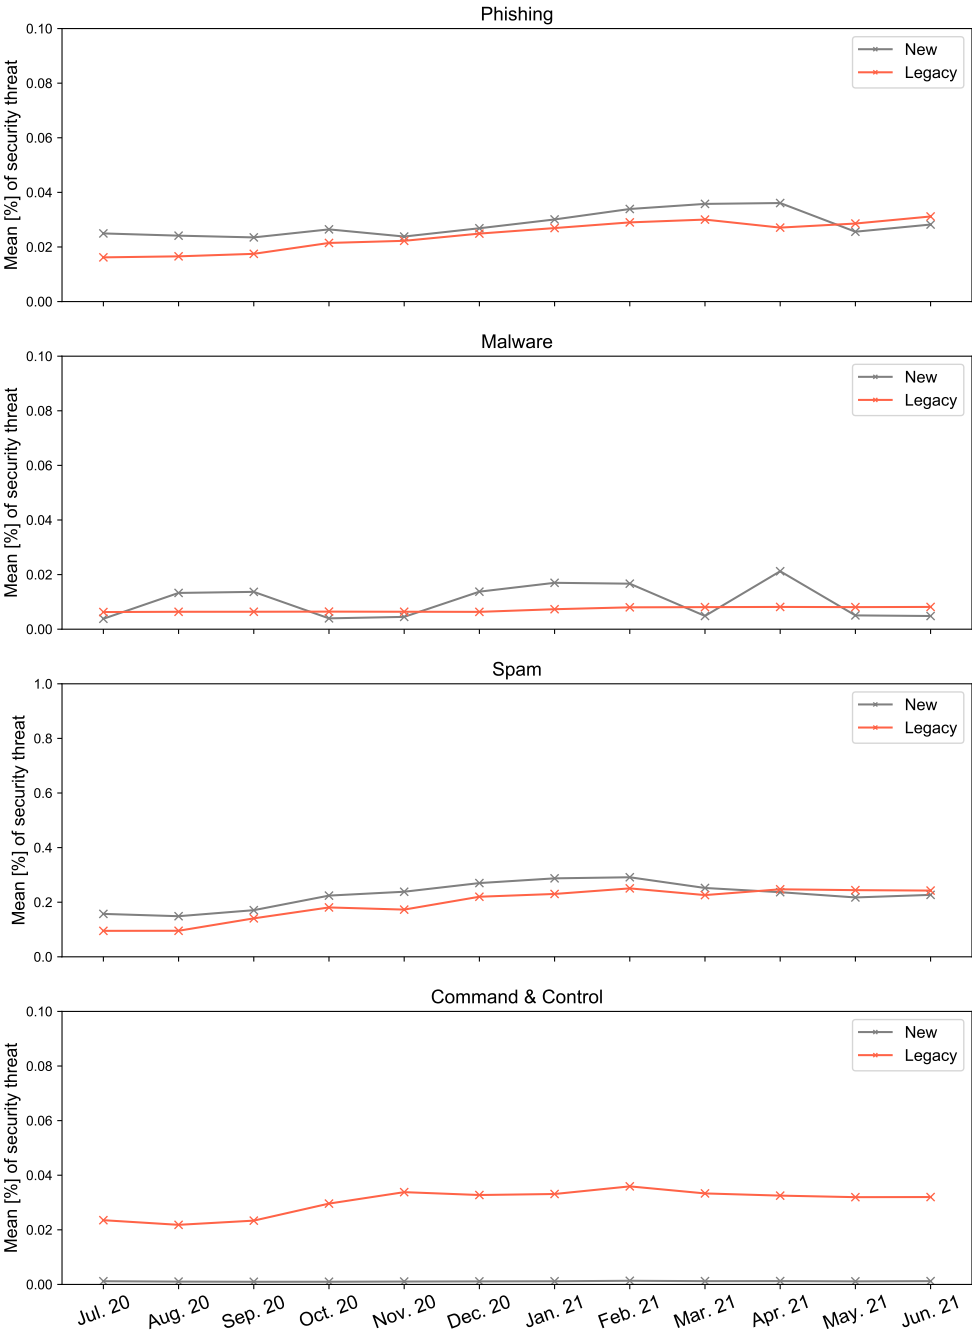 Phishing
Mean [%] of security threat
0.10
0.08
0.06
0.04
0.02
0.00
New
Legacy
Malware
Mean [%] of security threat
0.10
0.08
0.06
0.04
0.02
0.00
New
Legacy
Spam
Mean [%] of security threat
1.0
0.8
0.6
0.4
0.2
0.0
New
Legacy
Command & Control
Mean [%] of security threat
0.10
0.08
0.06
0.04
0.02
0.00
New
Legacy
Jul. 20 Aug. 20 Sep. 20 Oct. 20 Nov. 20 Dec. 20 Jan. 21 Feb. 21 Mar. 21 Apr. 21 May. 21 Jun. 21